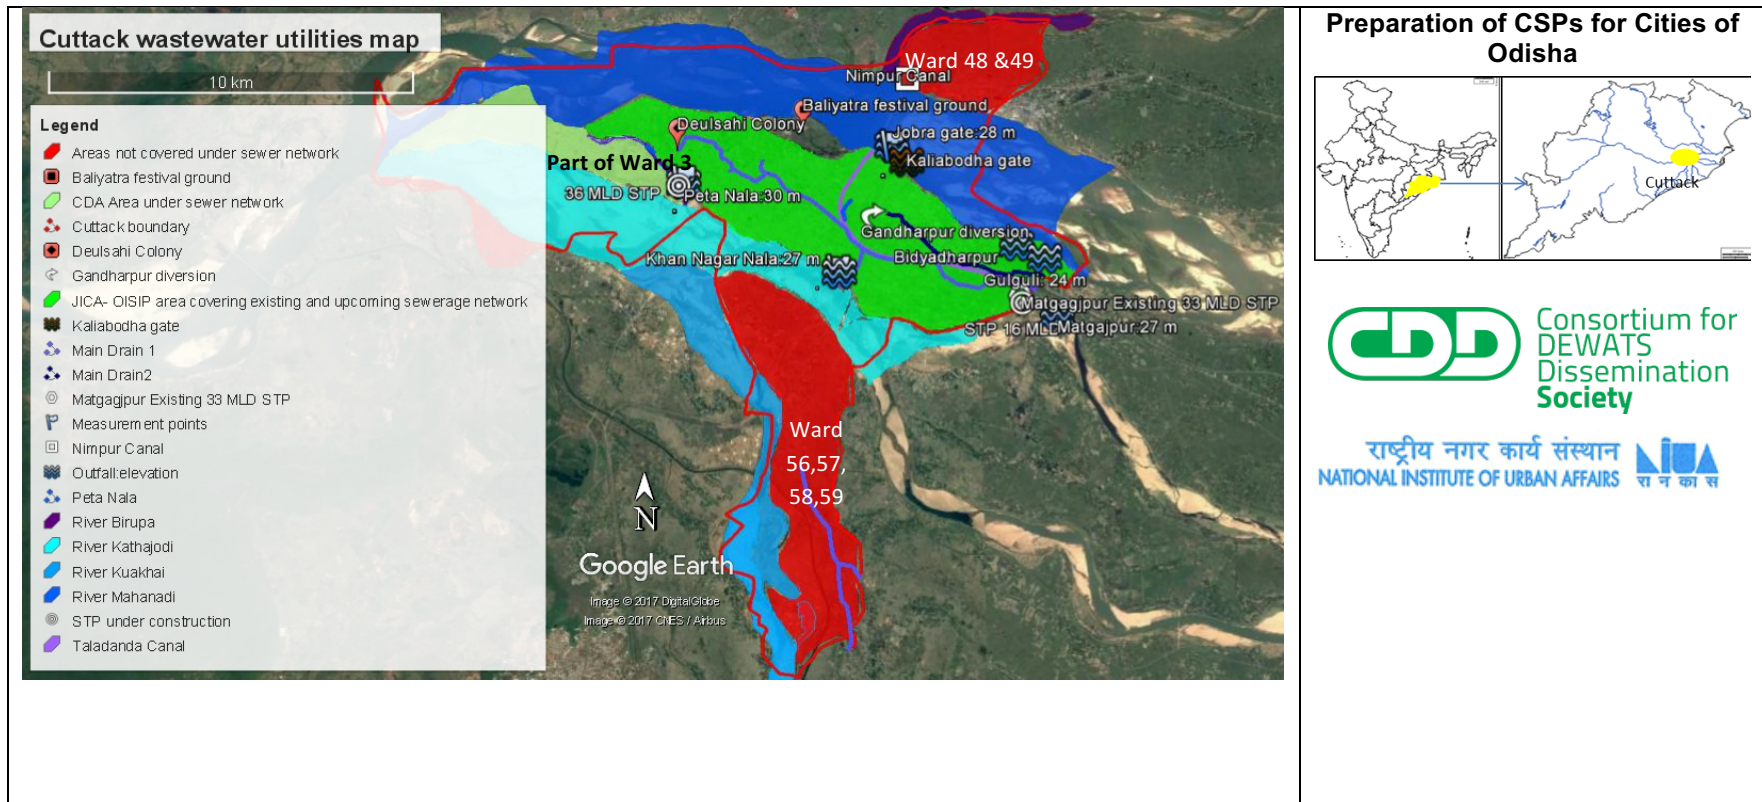 Cuttack wastewater utilities map
10 km
Legend
Areas not covered under sewer network
Baliyatra festival ground
CDA Area under sewer network
Cuttack boundary
Deulsahi Colony
Gandharpur diversion
JICA- OISIP area covering existing and upcoming sewerage network
Kaliabodha gate
Main Drain 1
Main Drain2
Matgagjpur Existing 33 MLD STP
Measurement points
Nimpur Canal
Outfall:elevation
Peta Nala
River Birupa
River Kathajodi
River Kuakhai
River Mahanadi
STP under construction
Taladanda Canal
Ward 48 &49
Nimpur Canal
Baliyatra festival ground
Deulsahi Colony
Jobra gate:28 m
Kaliabodha gate
Part of Ward 3
36 MLD STP
Peta Nala:30 m
Gandharpur diversion
Khan Nagar Nala:27 m
Bidyadharpur
Gulguli: 24 m
Matgagjpur Existing 33 MLD STP
STP 16 MLD
Matgajpur:27 m
Ward
56,57,
58,59
N
Google Earth
Image © 2017 DigitalGlobe
Image © 2017 CNES / Airbus
Preparation of CSPs for Cities of
Odisha
Cuttack
CDD
Consortium for
DEWATS
Dissemination
Society
राष्ट्रीय नगर कार्य संस्थान
NATIONAL INSTITUTE OF URBAN AFFAIRS
NIUA
रा न का स